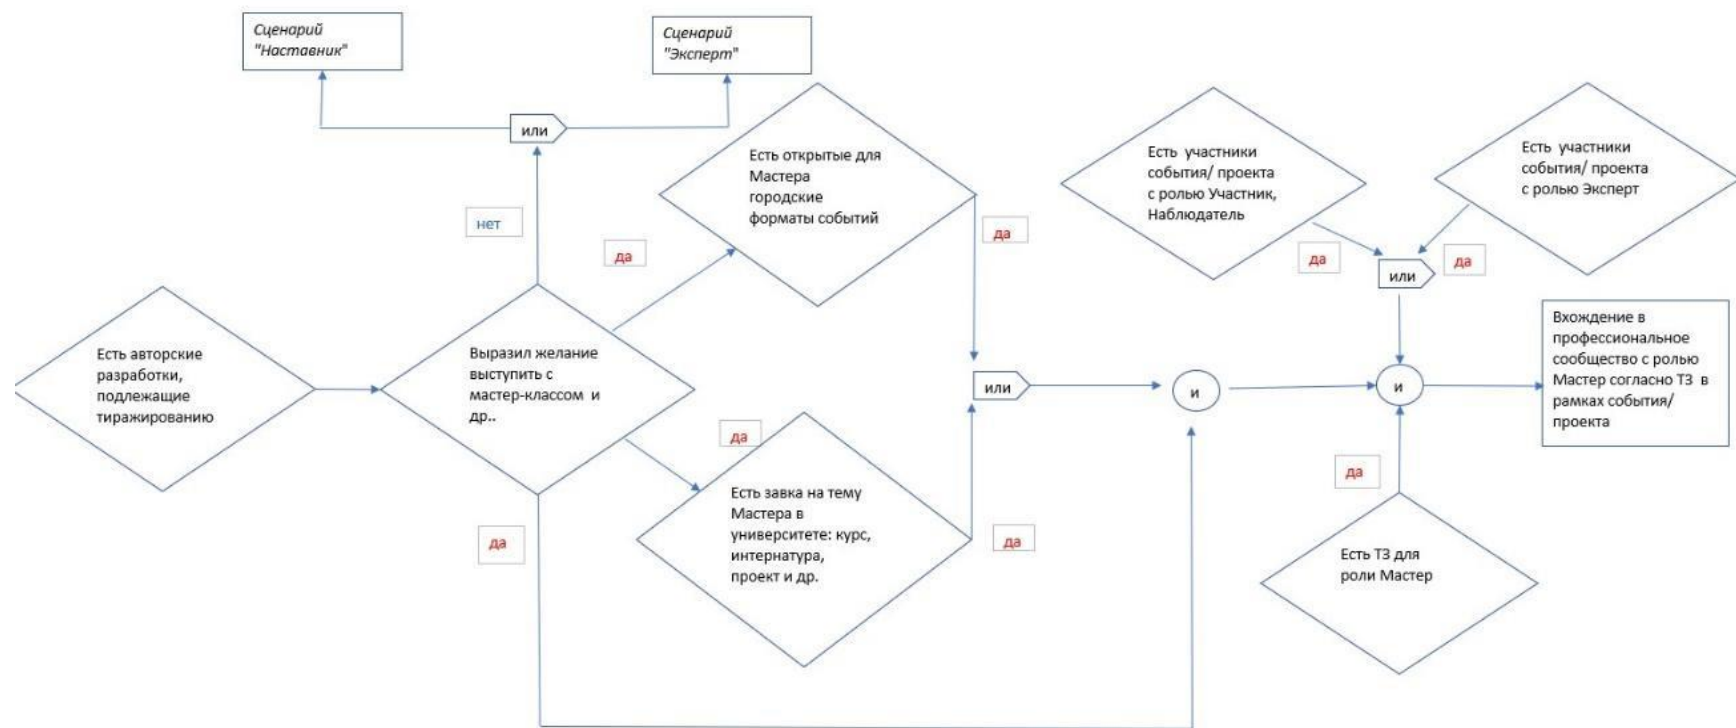 Сценарий
"Наставник"
Сценарий
"Эксперт"
или
нет
Есть открытые для
Мастера
городские
форматы событий
да
да
Есть участники
события/ проекта
с ролью Участник,
Наблюдатель
Есть участники
события/ проекта
с ролью Эксперт
да
да
или
Есть авторские
разработки,
подлежащие
тиражированию
Выразил желание
выступить с
мастер-классом и
др..
или
и
и
Вхождение в
профессиональное
сообщество с ролью
Мастер согласно ТЗ в
рамках события/
проекта
да
да
Есть завка на тему
Мастера в
университете: курс,
интернатура,
проект и др.
да
да
Есть ТЗ для
роли Мастер